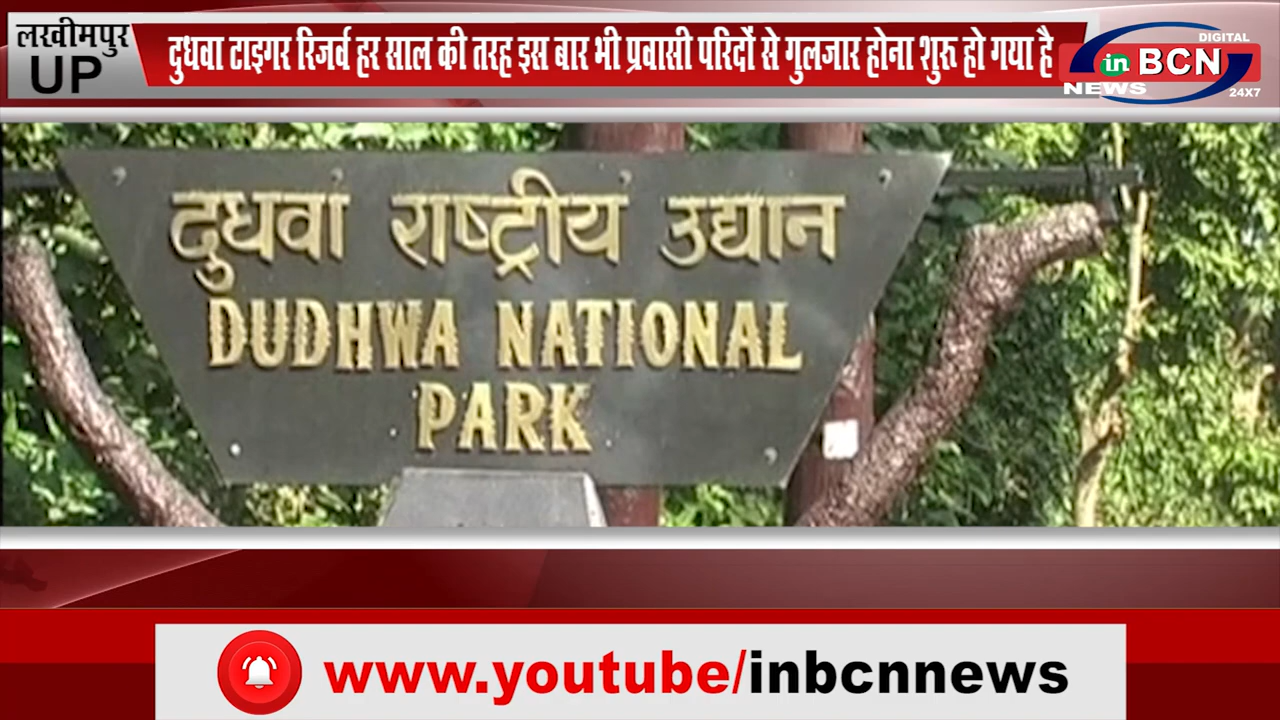 लखीमपुर
UP
दुधवा टाइगर रिजर्व हर साल की तरह इस बार भी प्रवासी परिदों से गुलजार होना शुरू हो गया है
DIGITAL
in BCN
NEWS
24X7
दुधवा राष्ट्रीय उद्यान
DUDHWA NATIONAL
PARK
www.youtube/inbcnnews